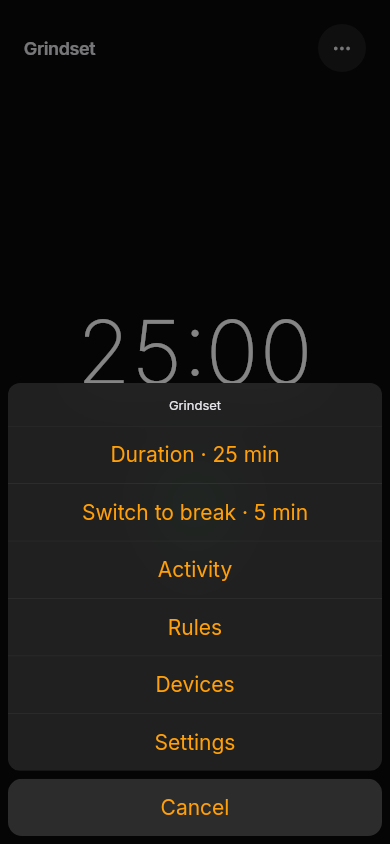 Grindset
25:00
Grindset
Duration · 25 min
Switch to break · 5 min
Activity
Rules
Devices
Settings
Cancel